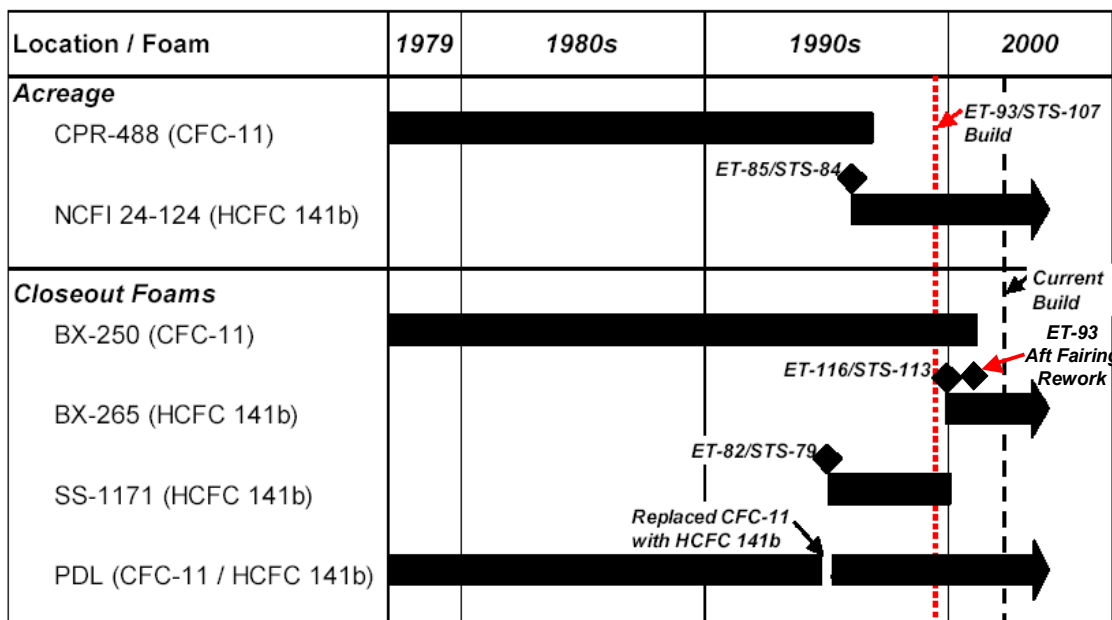 Location / Foam 1979 1980s 1990s 2000
Acreage
ET-93/STS-107
Build
CPR-488 (CFC-11)
ET-85/STS-84
NCFI 24-124 (HCFC 141b)
Closeout Foams
Current
Build
BX-250 (CFC-11)
ET-93
Aft Fairing
Rework
ET-116/STS-113
BX-265 (HCFC 141b)
ET-82/STS-79
SS-1171 (HCFC 141b)
Replaced CFC-11
with HCFC 141b
PDL (CFC-11 / HCFC 141b)